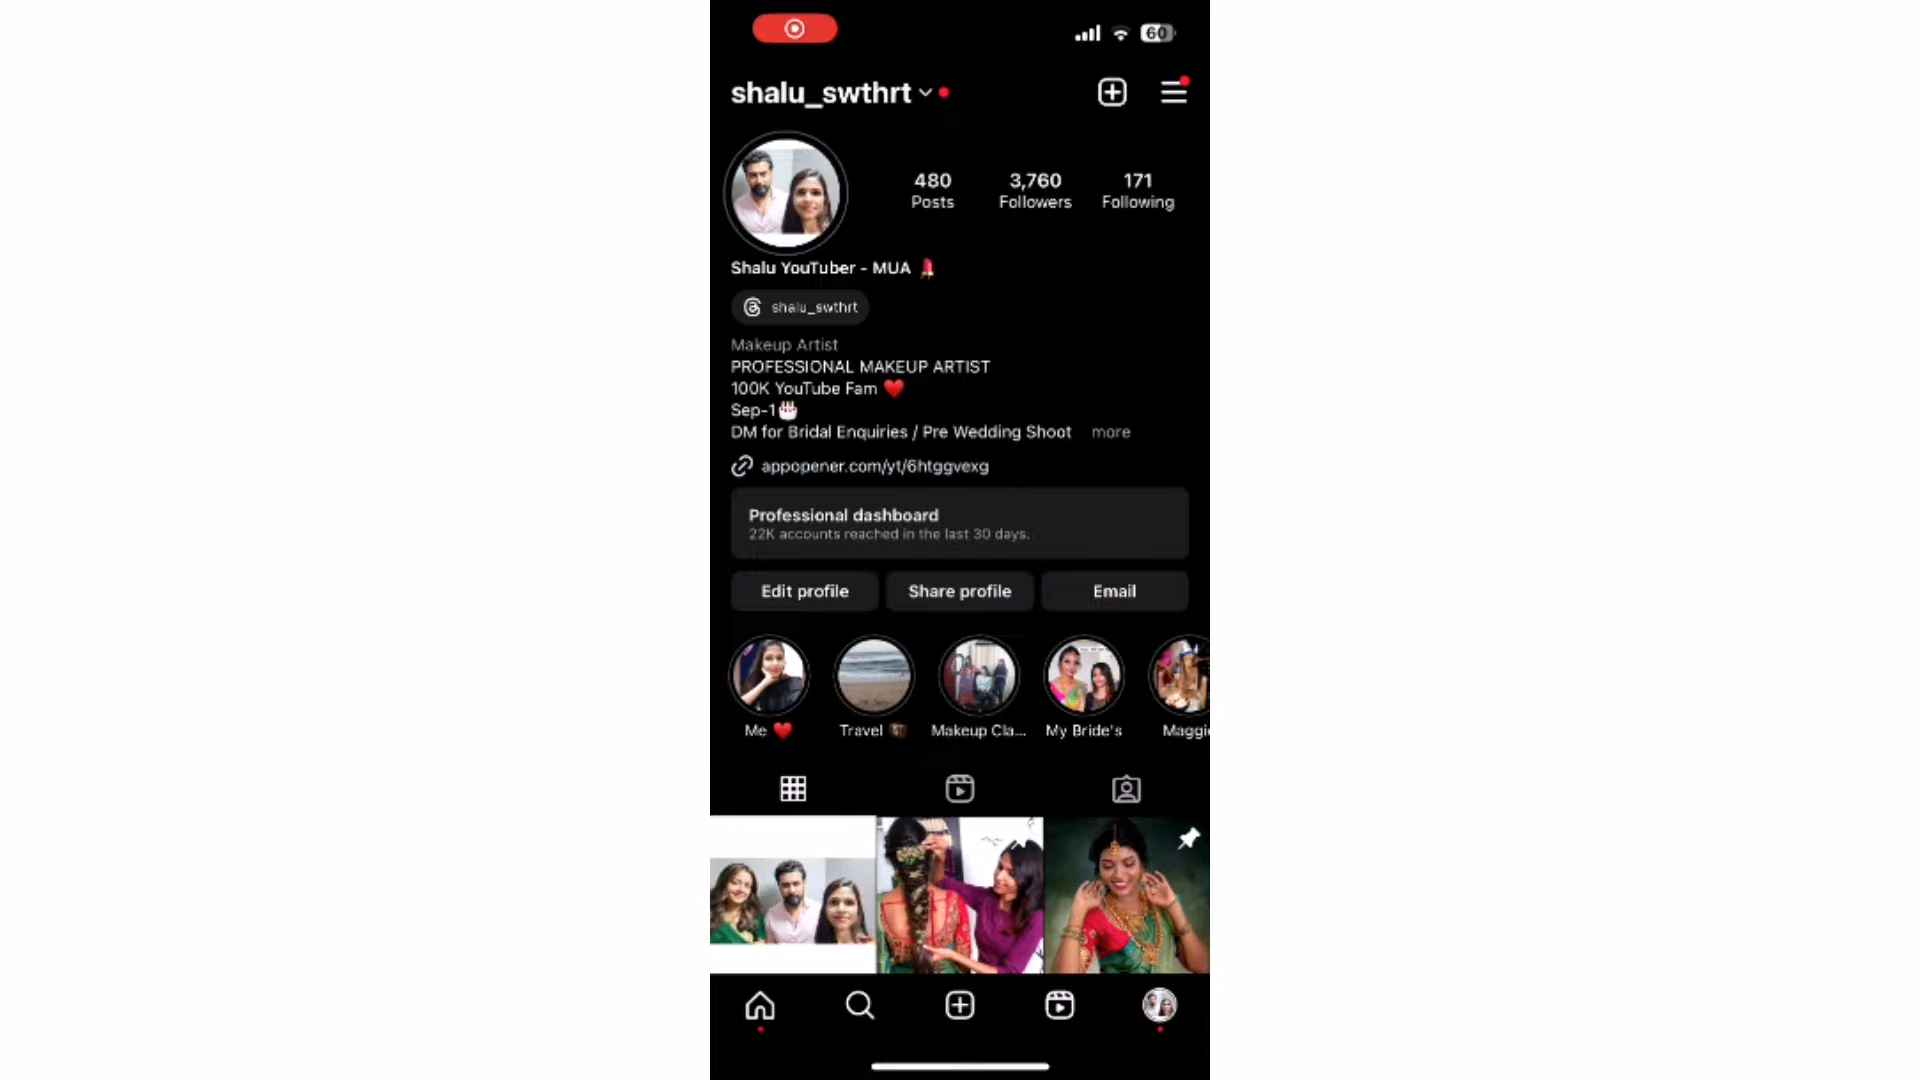 60
shalu_swthrt
480
Posts
3,760
Followers
171
Following
Shalu YouTuber - MUA 💄
shalu_swthrt
Makeup Artist
PROFESSIONAL MAKEUP ARTIST
100K YouTube Fam ❤️
Sep-1🎂
DM for Bridal Enquiries / Pre Wedding Shoot more
appopener.com/yt/6htggvexg
Professional dashboard
22K accounts reached in the last 30 days.
Edit profile
Share profile
Email
Me ❤️
Travel
Makeup Cla...
My Bride's
Maggie